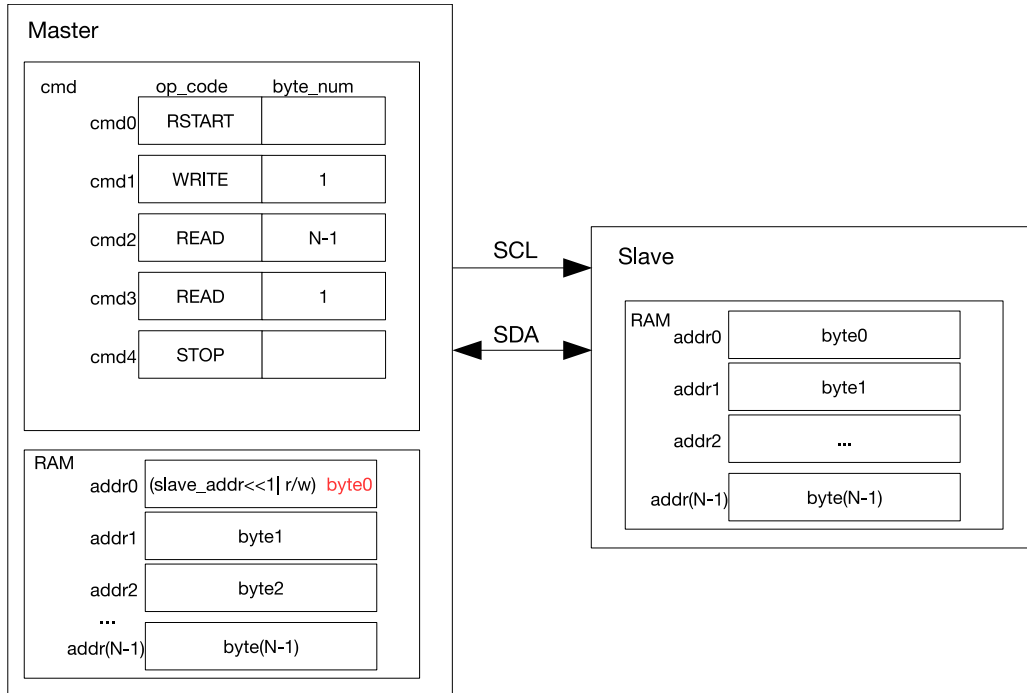 Master
cmd op_code byte_num
cmd0 RSTART
cmd1 WRITE 1
cmd2 READ N-1
cmd3 READ 1
cmd4 STOP
RAM
addr0 (slave_addr<<1| r/w) byte0
addr1 byte1
addr2 byte2
...
addr(N-1) byte(N-1)
SCL
SDA
Slave
RAM
addr0 byte0
addr1 byte1
addr2 ...
addr(N-1) byte(N-1)